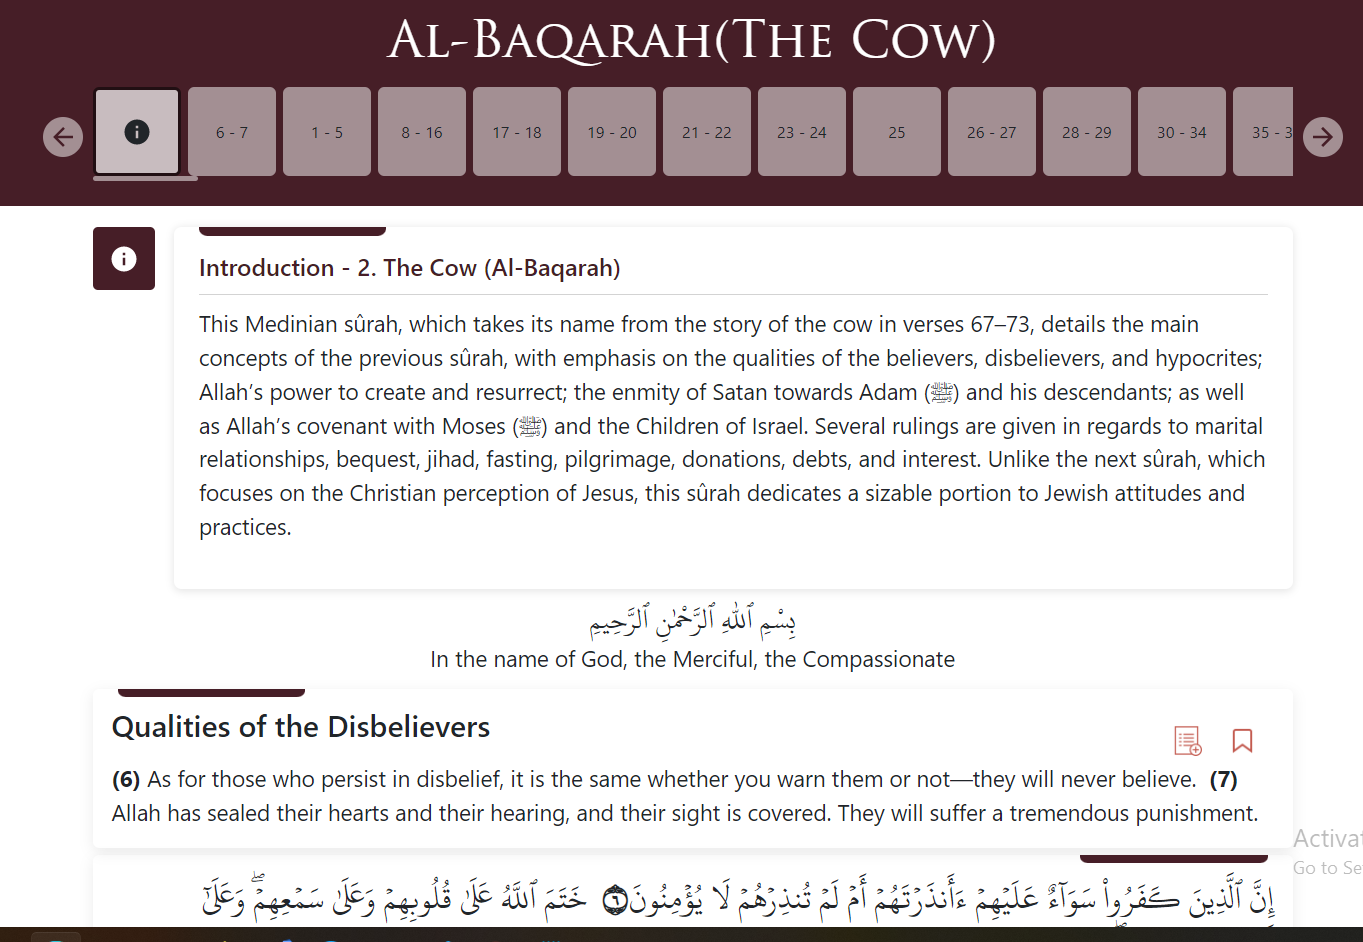 AL-BAQARAH(THE COW)
6 - 7
1 - 5
8 - 16
17 - 18
19 - 20
21 - 22
23 - 24
25
26 - 27
28 - 29
30 - 34
35 - 3
Introduction - 2. The Cow (Al-Baqarah)
This Medinian sûrah, which takes its name from the story of the cow in verses 67–73, details the main
concepts of the previous sûrah, with emphasis on the qualities of the believers, disbelievers, and hypocrites;
Allah’s power to create and resurrect; the enmity of Satan towards Adam (ﷺ) and his descendants; as well
as Allah’s covenant with Moses (ﷺ) and the Children of Israel. Several rulings are given in regards to marital
relationships, bequest, jihad, fasting, pilgrimage, donations, debts, and interest. Unlike the next sûrah, which
focuses on the Christian perception of Jesus, this sûrah dedicates a sizable portion to Jewish attitudes and
practices.
بِسْمِ ٱللَّهِ ٱلرَّحْمَٰنِ ٱلرَّحِيمِ
In the name of God, the Merciful, the Compassionate
Qualities of the Disbelievers
(6) As for those who persist in disbelief, it is the same whether you warn them or not—they will never believe. (7)
Allah has sealed their hearts and their hearing, and their sight is covered. They will suffer a tremendous punishment.
Activat
Go to Se
إِنَّ ٱلَّذِينَ كَفَرُوا۟ سَوَآءٌ عَلَيْهِمْ ءَأَنذَرْتَهُمْ أَمْ لَمْ تُنذِرْهُمْ لَا يُؤْمِنُونَ ٦ خَتَمَ ٱللَّهُ عَلَىٰ قُلُوبِهِمْ وَعَلَىٰ سَمْعِهِمْ ۖ وَعَلَىٰٓ